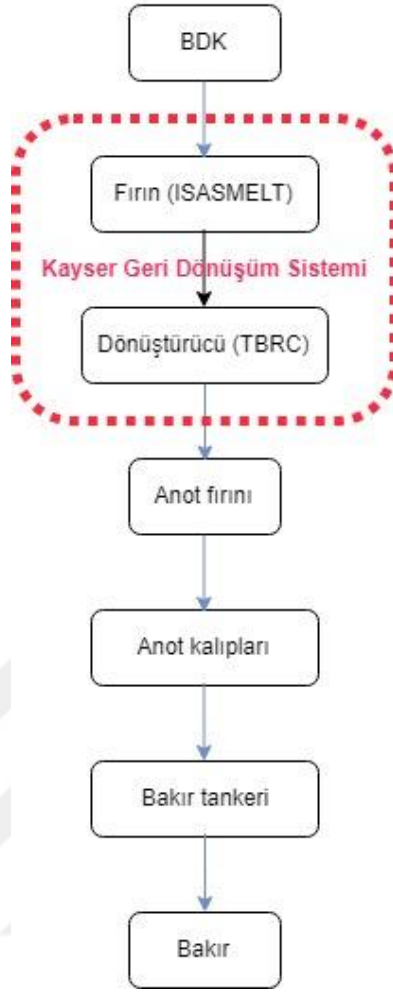 BDK
Fırın (ISASMELT)
Kayser Geri Dönüşüm Sistemi
Dönüştürücü (TBRC)
Anot fırını
Anot kalıpları
Bakır tankeri
Bakır